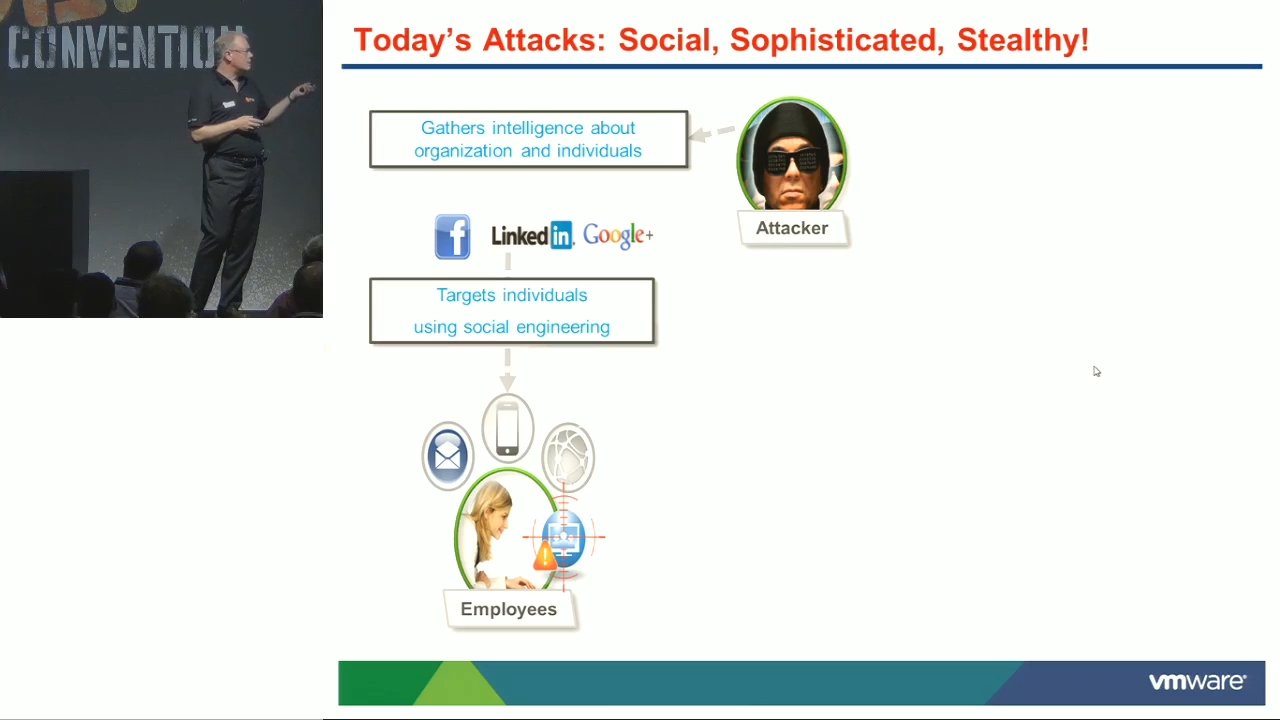 CONVENTION
Today's Attacks: Social, Sophisticated, Stealthy!
Gathers intelligence about
organization and individuals
Attacker
f LinkedIn Google+
Targets individuals
using social engineering
Employees
vmware